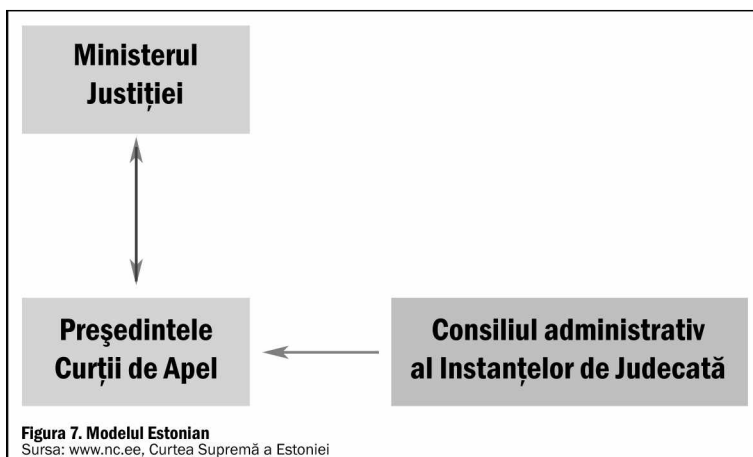 Ministerul
Justiției
Preşedintele
Curții de Apel
Consiliul administrativ
al Instanțelor de Judecată
Figura 7. Modelul Estonian
Sursa: www.nc.ee, Curtea Supremă a Estoniei